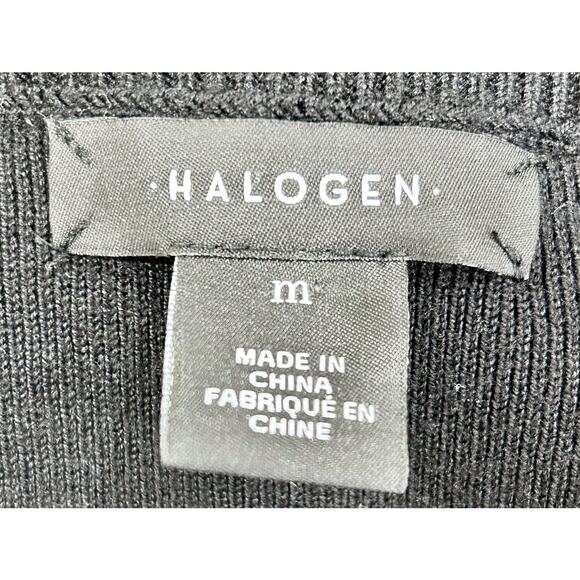 ·HALOGEN·
m
MADE IN
CHINA
FABRIQUÉ EN
CHINE